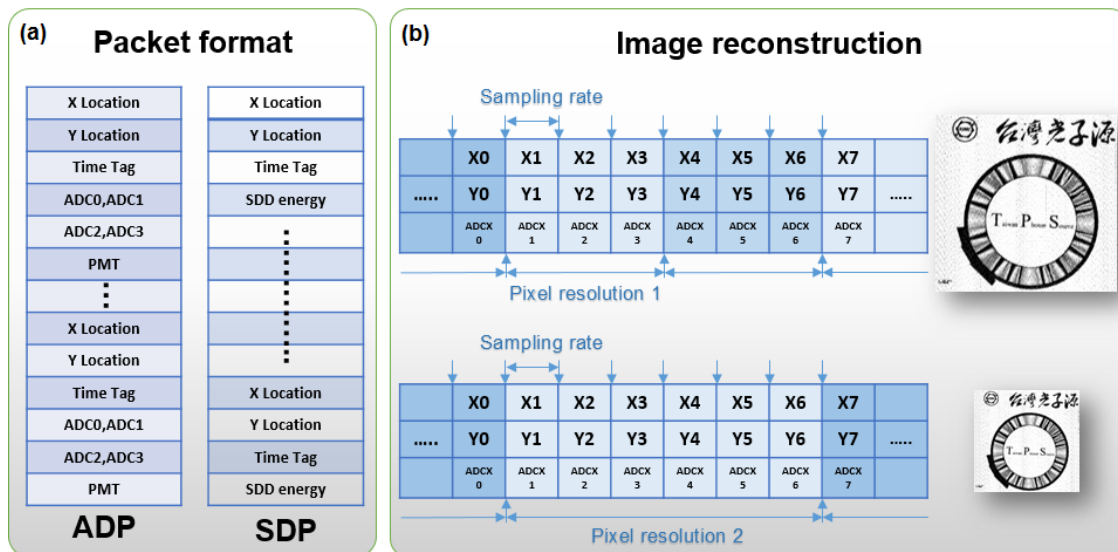 (a)
Packet format
X Location
Y Location
Time Tag
ADC0,ADC1
ADC2,ADC3
PMT
X Location
Y Location
Time Tag
ADC0,ADC1
ADC2,ADC3
PMT
ADP
X Location
Y Location
Time Tag
SDD energy
X Location
Y Location
Time Tag
SDD energy
SDP
(b)
Image reconstruction
Sampling rate
X0 X1 X2 X3 X4 X5 X6 X7
..... Y0 Y1 Y2 Y3 Y4 Y5 Y6 Y7 .....
ADCX ADCX ADCX ADCX ADCX ADCX ADCX ADCX
0 1 2 3 4 5 6 7
Pixel resolution 1
台灣光子源
Taiwan Photon Source
Sampling rate
X0 X1 X2 X3 X4 X5 X6 X7
..... Y0 Y1 Y2 Y3 Y4 Y5 Y6 Y7 .....
ADCX ADCX ADCX ADCX ADCX ADCX ADCX ADCX
0 1 2 3 4 5 6 7
Pixel resolution 2
台灣光子源
Taiwan Photon Source